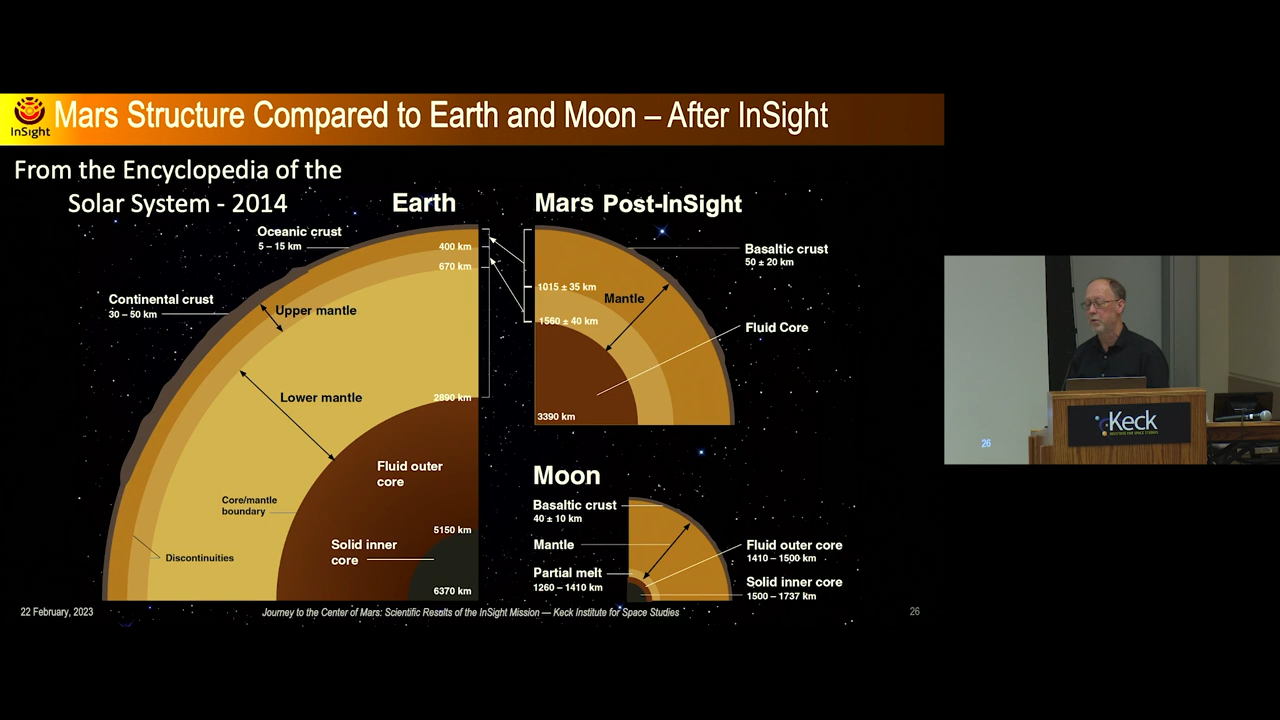 InSight
Mars Structure Compared to Earth and Moon – After InSight
From the Encyclopedia of the
Solar System - 2014
Earth
Oceanic crust
5 – 15 km
400 km
670 km
Continental crust
30 – 50 km
Upper mantle
Lower mantle
2890 km
Fluid outer
core
Core/mantle
boundary
5150 km
Solid inner
core
Discontinuities
6370 km
Mars Post-InSight
Basaltic crust
50 ± 20 km
1015 ± 35 km
Mantle
1560 ± 40 km
Fluid Core
3390 km
Moon
Basaltic crust
40 ± 10 km
Mantle
Fluid outer core
1410 – 1500 km
Partial melt
1260 – 1410 km
Solid inner core
1500 – 1737 km
22 February, 2023
Journey to the Center of Mars: Scientific Results of the InSight Mission — Keck Institute for Space Studies
26
26
Keck
INSTITUTE FOR SPACE STUDIES